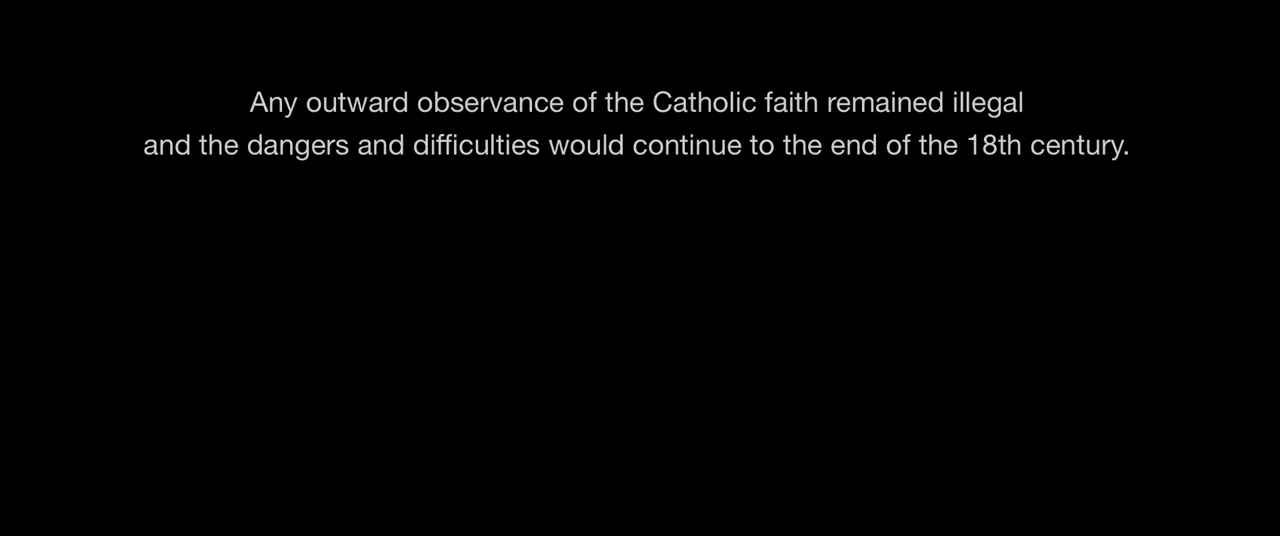 Any outward observance of the Catholic faith remained illegal
and the dangers and difficulties would continue to the end of the 18th century.